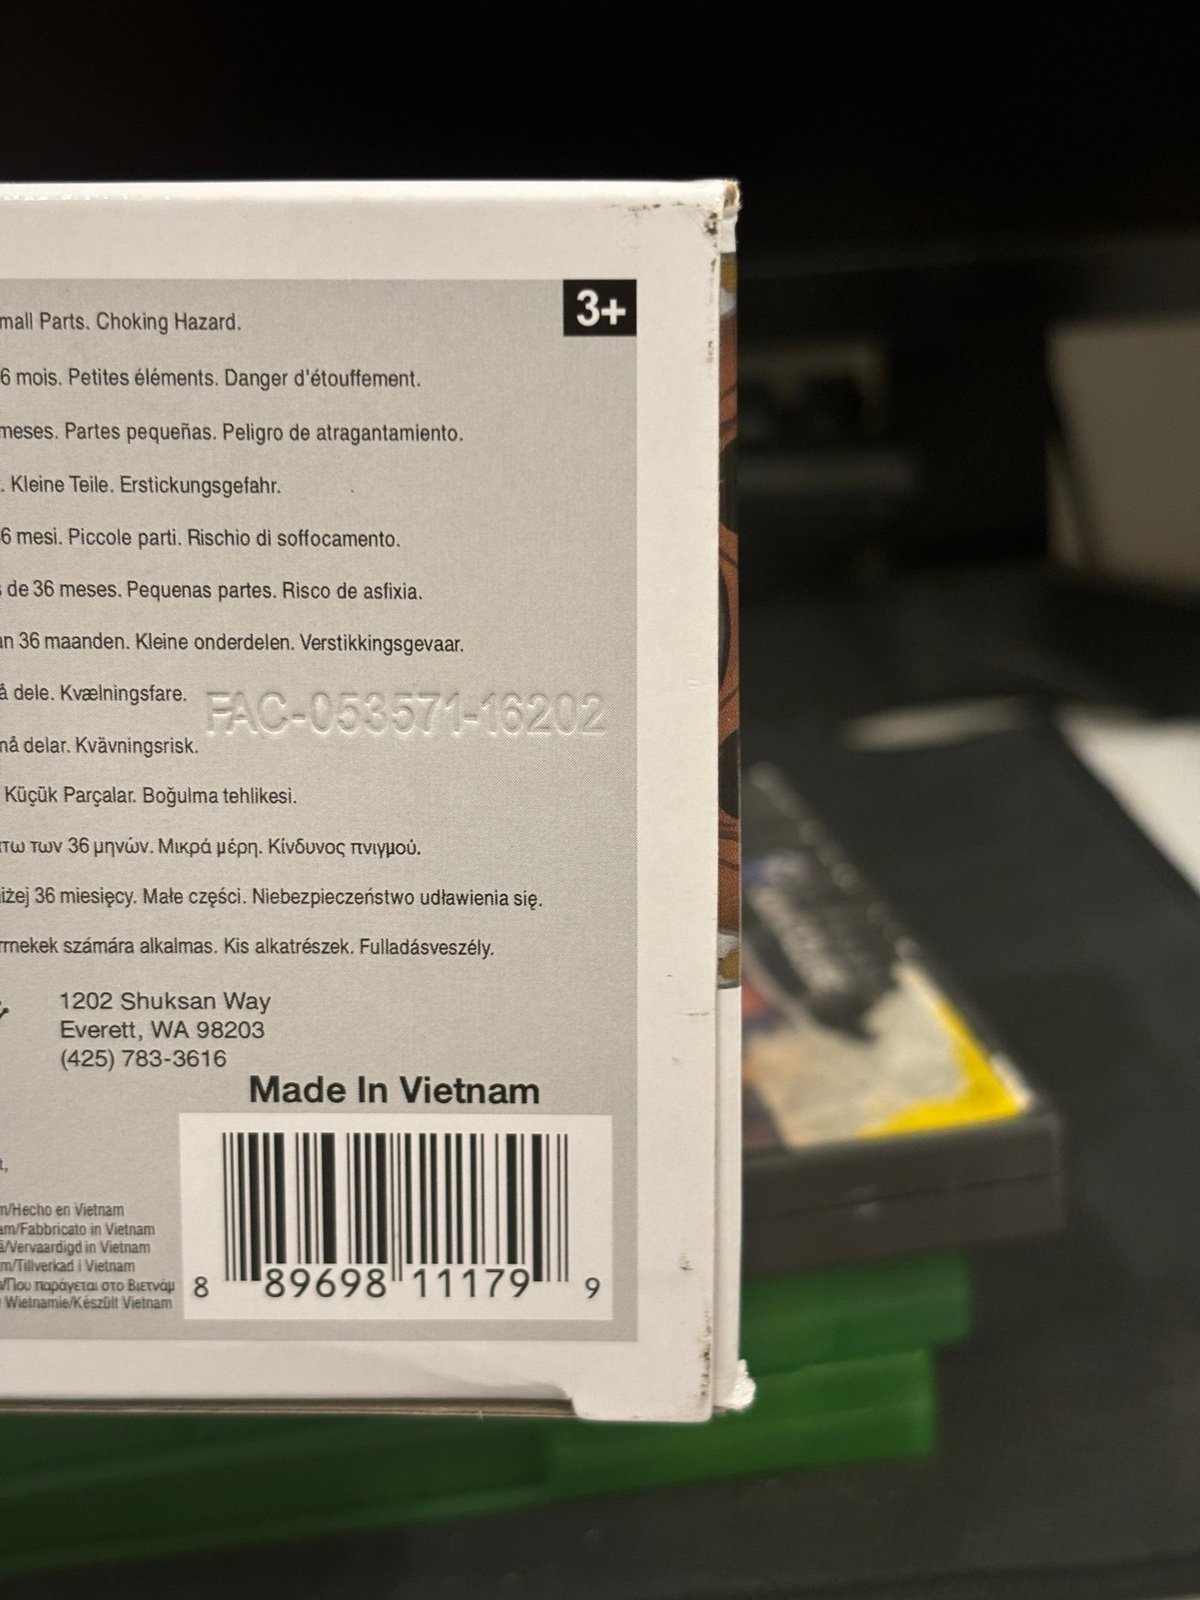 3+
mall Parts. Choking Hazard.
6 mois. Petites éléments. Danger d'étouffement.
meses. Partes pequeñas. Peligro de atragantamiento.
. Kleine Teile. Erstickungsgefahr.
6 mesi. Piccole parti. Rischio di soffocamento.
s de 36 meses. Pequenas partes. Risco de asfixia.
an 36 maanden. Kleine onderdelen. Verstikkingsgevaar.
å dele. Kvælningsfare.
FAC-053571-16202
nå delar. Kvävningsrisk.
Küçük Parçalar. Boğulma tehlikesi.
τω των 36 μηνών. Μικρά μέρη. Κίνδυνος πνιγμού.
iżej 36 miesięcy. Małe części. Niebezpieczeństwo udławienia się.
rmekek számára alkalmas. Kis alkatrészek. Fulladásveszély.
1202 Shuksan Way
Everett, WA 98203
(425) 783-3616
Made In Vietnam
t,
m/Hecho en Vietnam
am/Fabbricato in Vietnam
ã/Vervaardigd in Vietnam
m/Tillverkad i Vietnam
/Που παράγεται στο Βιετνάμ
Wietnamie/Készült Vietnam
8 89698 11179 9